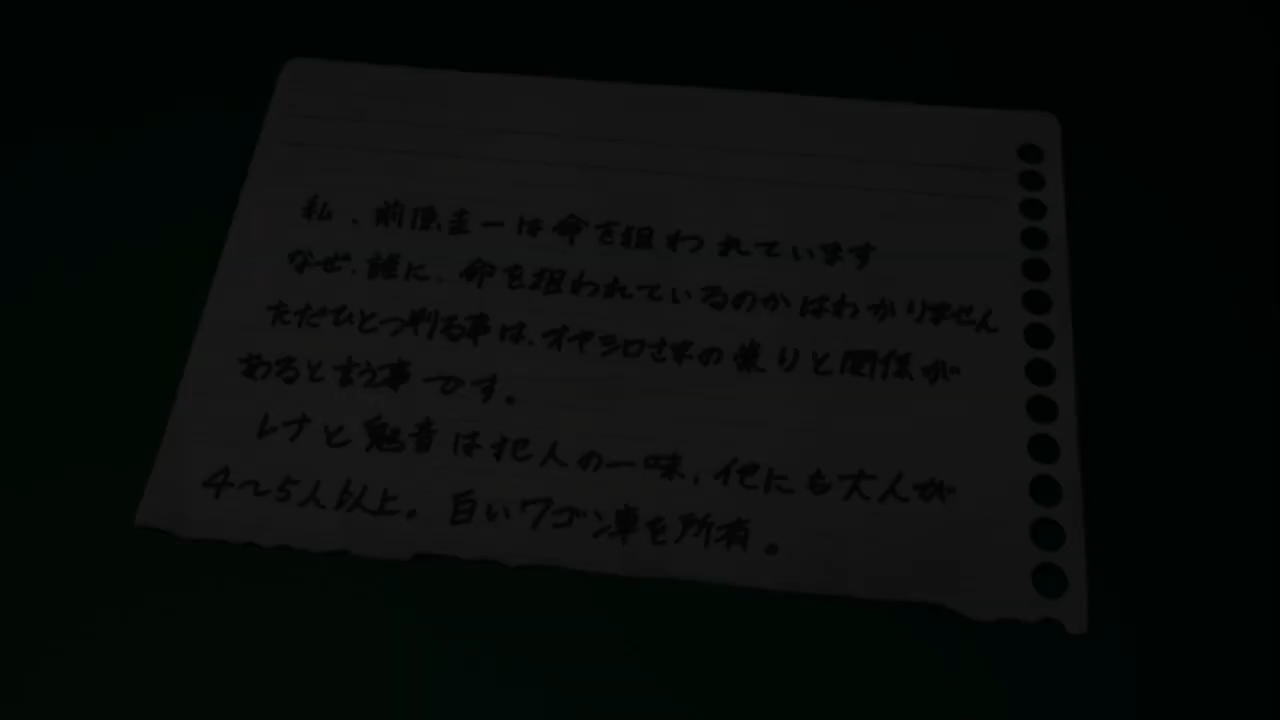 私、前原圭一は命を狙われています
なぜ、誰に、命を狙われているのかはわかりません
ただひとつ判る事は、オヤシロさまの祟りと関係が
あると言う事です。
レナと魅音は犯人の一味、他にも大人が
4〜5人以上。白いワゴン車を所有。